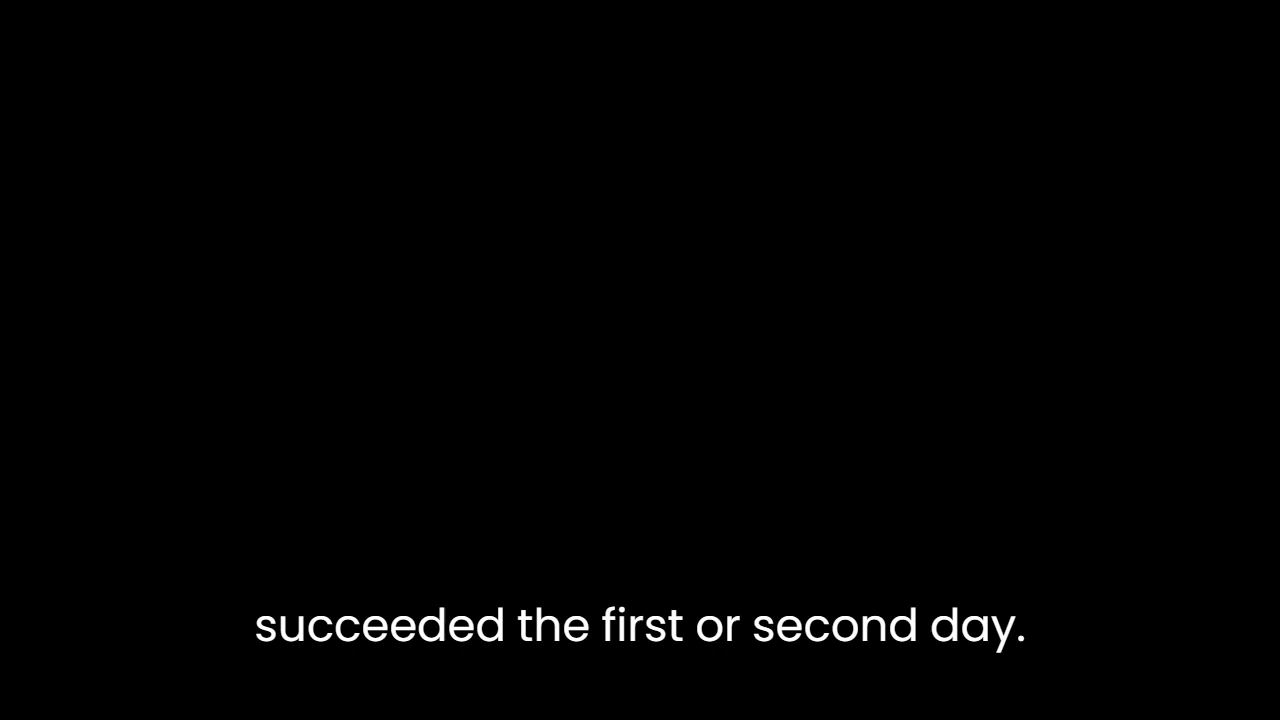 succeeded the first or second day.